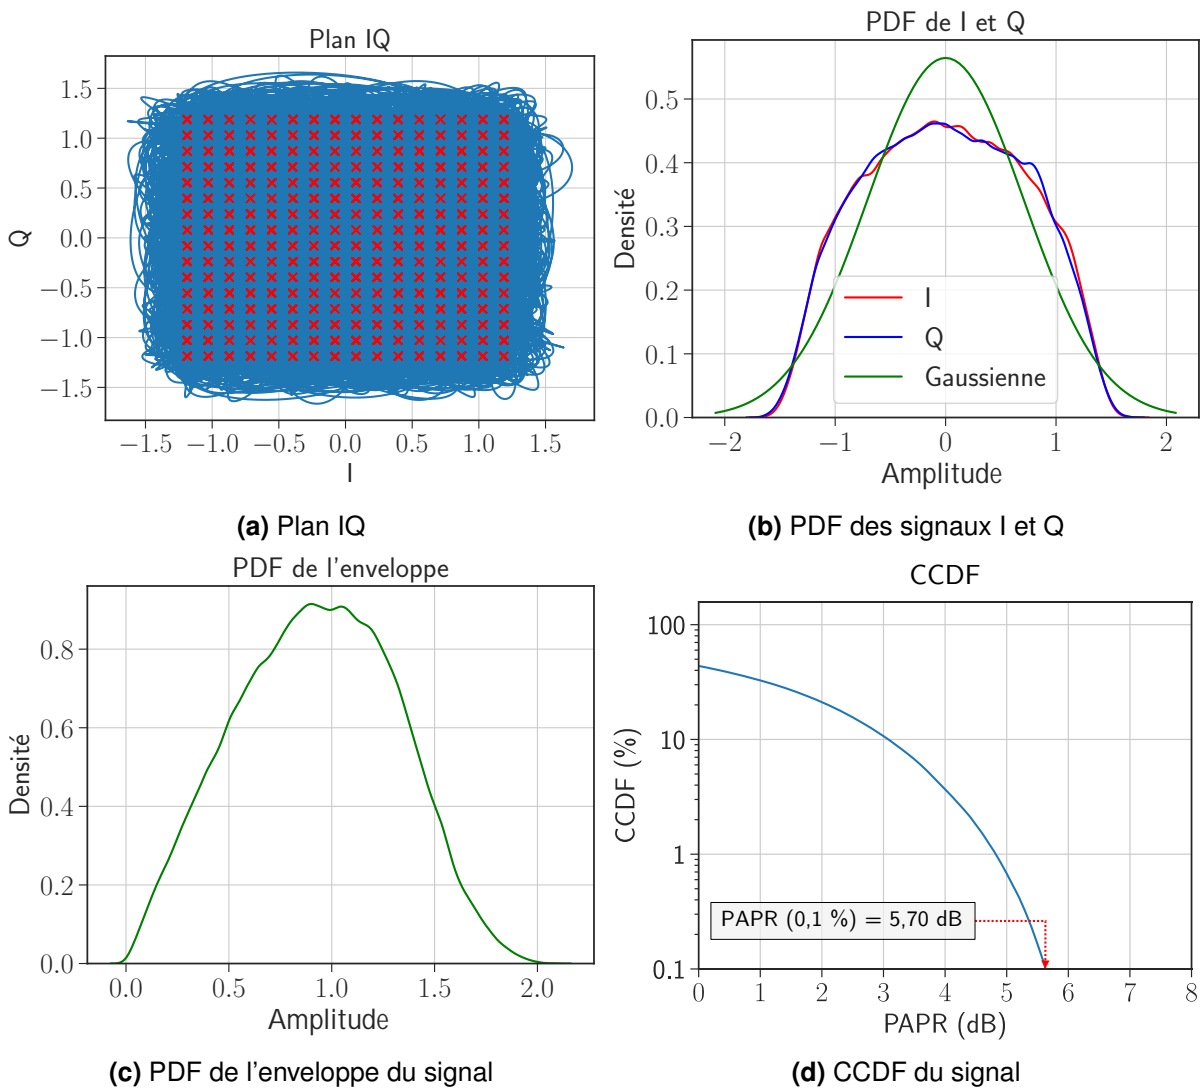 Plan IQ
1.5
1.0
0.5
0.0
−0.5
−1.0
−1.5
Q
−1.5 −1.0 −0.5 0.0 0.5 1.0 1.5
I
(a) Plan IQ
PDF de I et Q
0.5
0.4
0.3
0.2
0.1
0.0
Densité
I
Q
Gaussienne
−2 −1 0 1 2
Amplitude
(b) PDF des signaux I et Q
PDF de l'enveloppe
0.8
0.6
0.4
0.2
0.0
Densité
0.0 0.5 1.0 1.5 2.0
Amplitude
(c) PDF de l'enveloppe du signal
CCDF
100
10
1
0.1
CCDF (%)
PAPR (0,1 %) = 5,70 dB
0 1 2 3 4 5 6 7 8
PAPR (dB)
(d) CCDF du signal